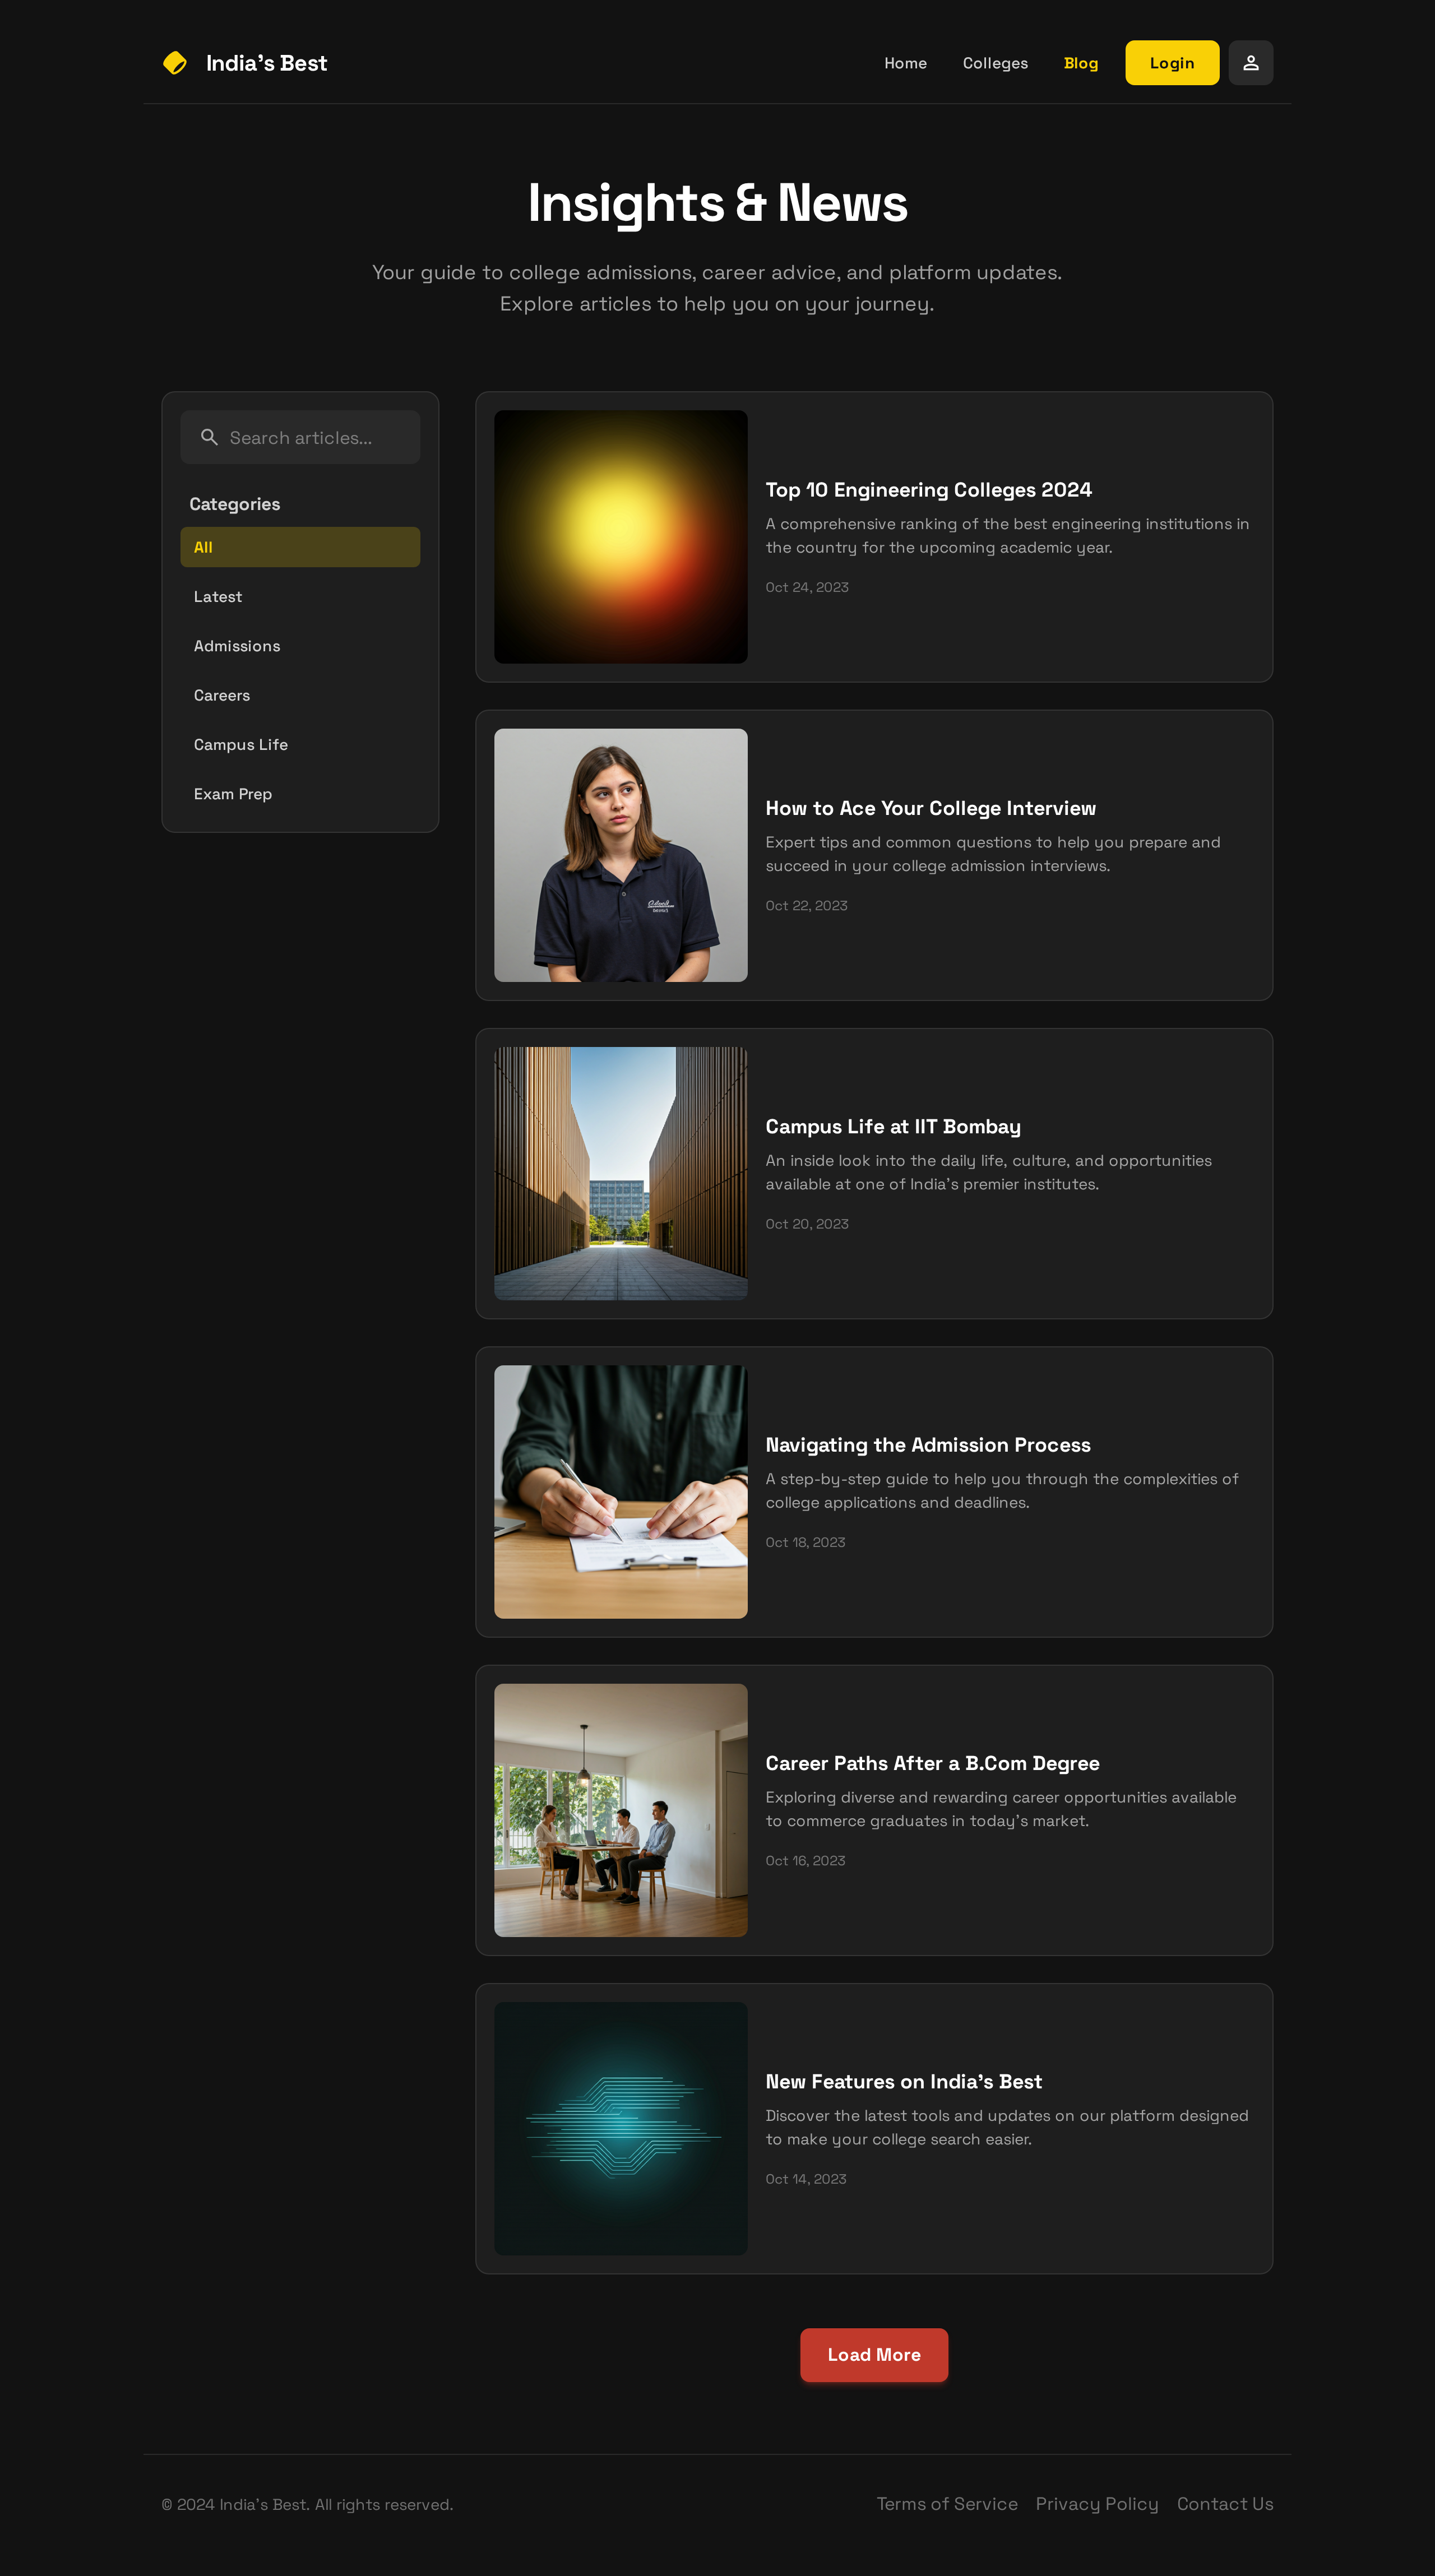 India's Best
Home
Colleges
Blog
Login
Insights & News
Your guide to college admissions, career advice, and platform updates.
Explore articles to help you on your journey.
Search articles...
Categories
All
Latest
Admissions
Careers
Campus Life
Exam Prep
Top 10 Engineering Colleges 2024
A comprehensive ranking of the best engineering institutions in
the country for the upcoming academic year.
Oct 24, 2023
How to Ace Your College Interview
Expert tips and common questions to help you prepare and
succeed in your college admission interviews.
Oct 22, 2023
Campus Life at IIT Bombay
An inside look into the daily life, culture, and opportunities
available at one of India's premier institutes.
Oct 20, 2023
Navigating the Admission Process
A step-by-step guide to help you through the complexities of
college applications and deadlines.
Oct 18, 2023
Career Paths After a B.Com Degree
Exploring diverse and rewarding career opportunities available
to commerce graduates in today's market.
Oct 16, 2023
New Features on India's Best
Discover the latest tools and updates on our platform designed
to make your college search easier.
Oct 14, 2023
Load More
© 2024 India's Best. All rights reserved.
Terms of Service
Privacy Policy
Contact Us